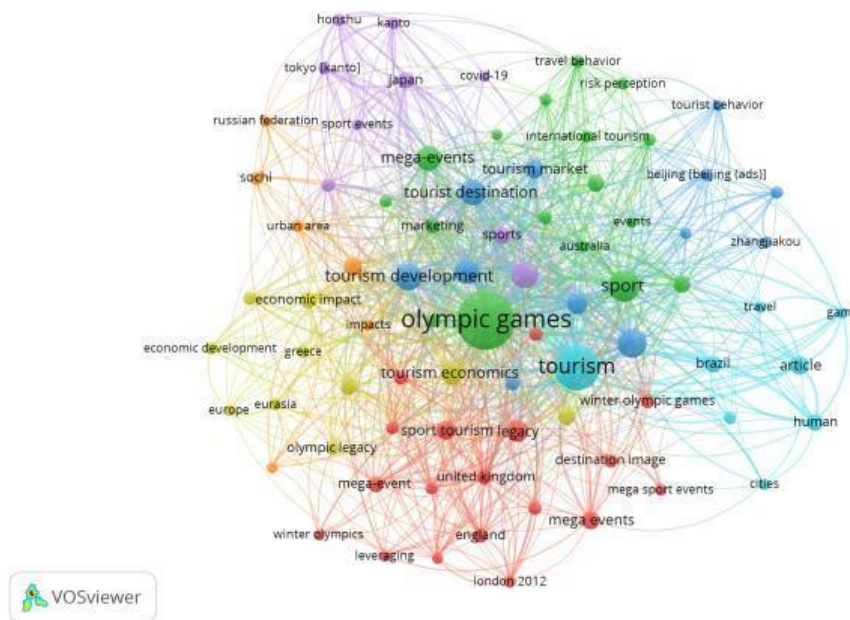 honshu
kanto
travel behavior
tokyo [kanto]
japan
covid-19
risk perception
tourist behavior
russian federation
sport events
international tourism
mega-events
tourism market
sochi
tourist destination
beijing [beijing (ads)]
urban area
marketing
sports
events
australia
zhangjiakou
tourism development
sport
economic impact
travel
gam
impacts
olympic games
economic development
greece
tourism economics
tourism
brazil
article
europe
eurasia
winter olympic games
human
sport tourism legacy
olympic legacy
destination image
united kingdom
mega-event
cities
mega sport events
mega events
winter olympics
england
leveraging
london 2012
VOSviewer